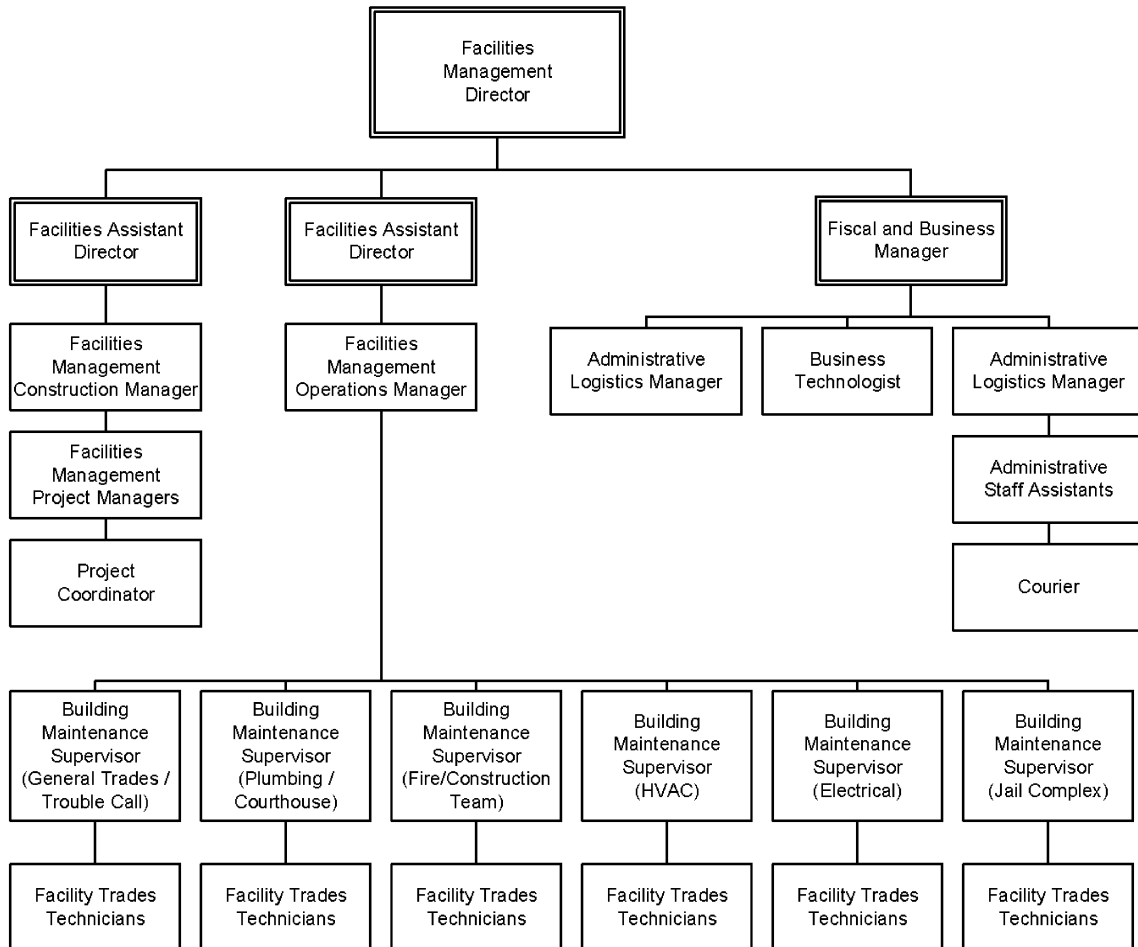 Facilities
Management
Director
Facilities Assistant
Director
Facilities Assistant
Director
Fiscal and Business
Manager
Facilities
Management
Construction Manager
Facilities
Management
Operations Manager
Administrative
Logistics Manager
Business
Technologist
Administrative
Logistics Manager
Facilities
Management
Project Managers
Administrative
Staff Assistants
Project
Coordinator
Courier
Building
Maintenance
Supervisor
(General Trades /
Trouble Call)
Building
Maintenance
Supervisor
(Plumbing /
Courthouse)
Building
Maintenance
Supervisor
(Fire/Construction
Team)
Building
Maintenance
Supervisor
(HVAC)
Building
Maintenance
Supervisor
(Electrical)
Building
Maintenance
Supervisor
(Jail Complex)
Facility Trades
Technicians
Facility Trades
Technicians
Facility Trades
Technicians
Facility Trades
Technicians
Facility Trades
Technicians
Facility Trades
Technicians